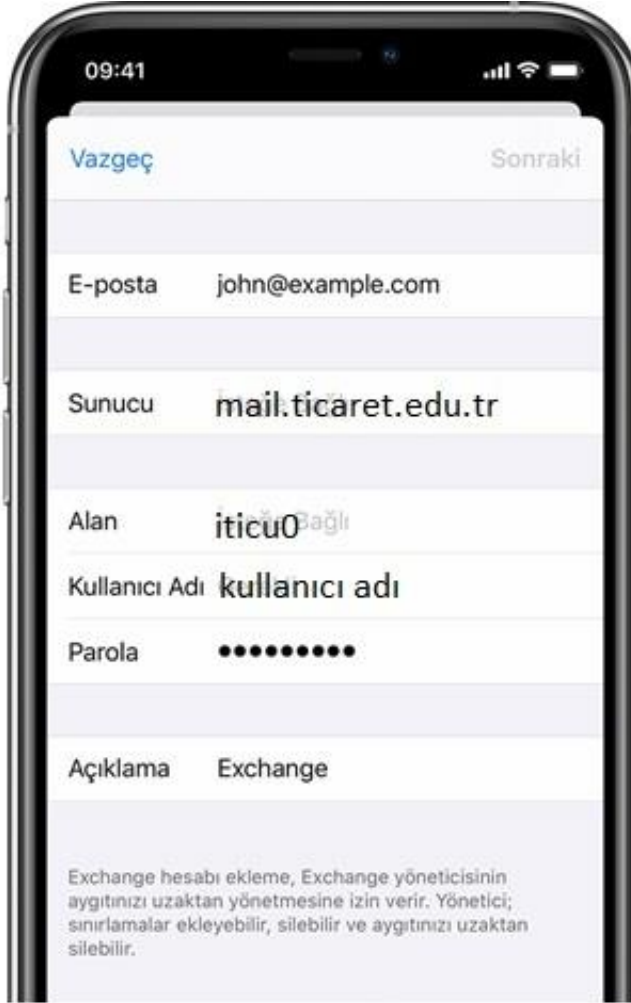 09:41
Vazgeç Sonraki
E-posta john@example.com
Sunucu mail.ticaret.edu.tr
Alan iticu0 Bağlı
Kullanıcı Adı kullanıcı adı
Parola •••••••••
Açıklama Exchange
Exchange hesabı ekleme, Exchange yöneticisinin
aygıtınızı uzaktan yönetmesine izin verir. Yönetici;
sınırlamalar ekleyebilir, silebilir ve aygıtınızı uzaktan
silebilir.